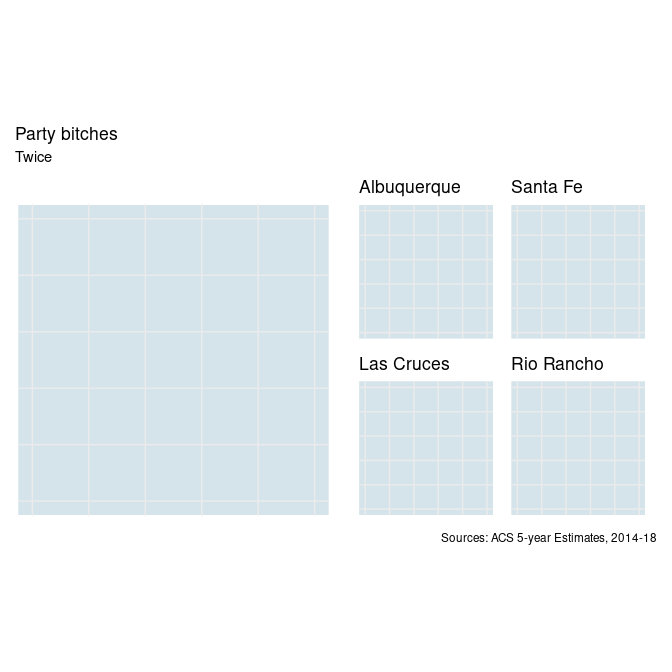 Party bitches
Twice
Albuquerque
Santa Fe
Las Cruces
Rio Rancho
Sources: ACS 5-year Estimates, 2014-18